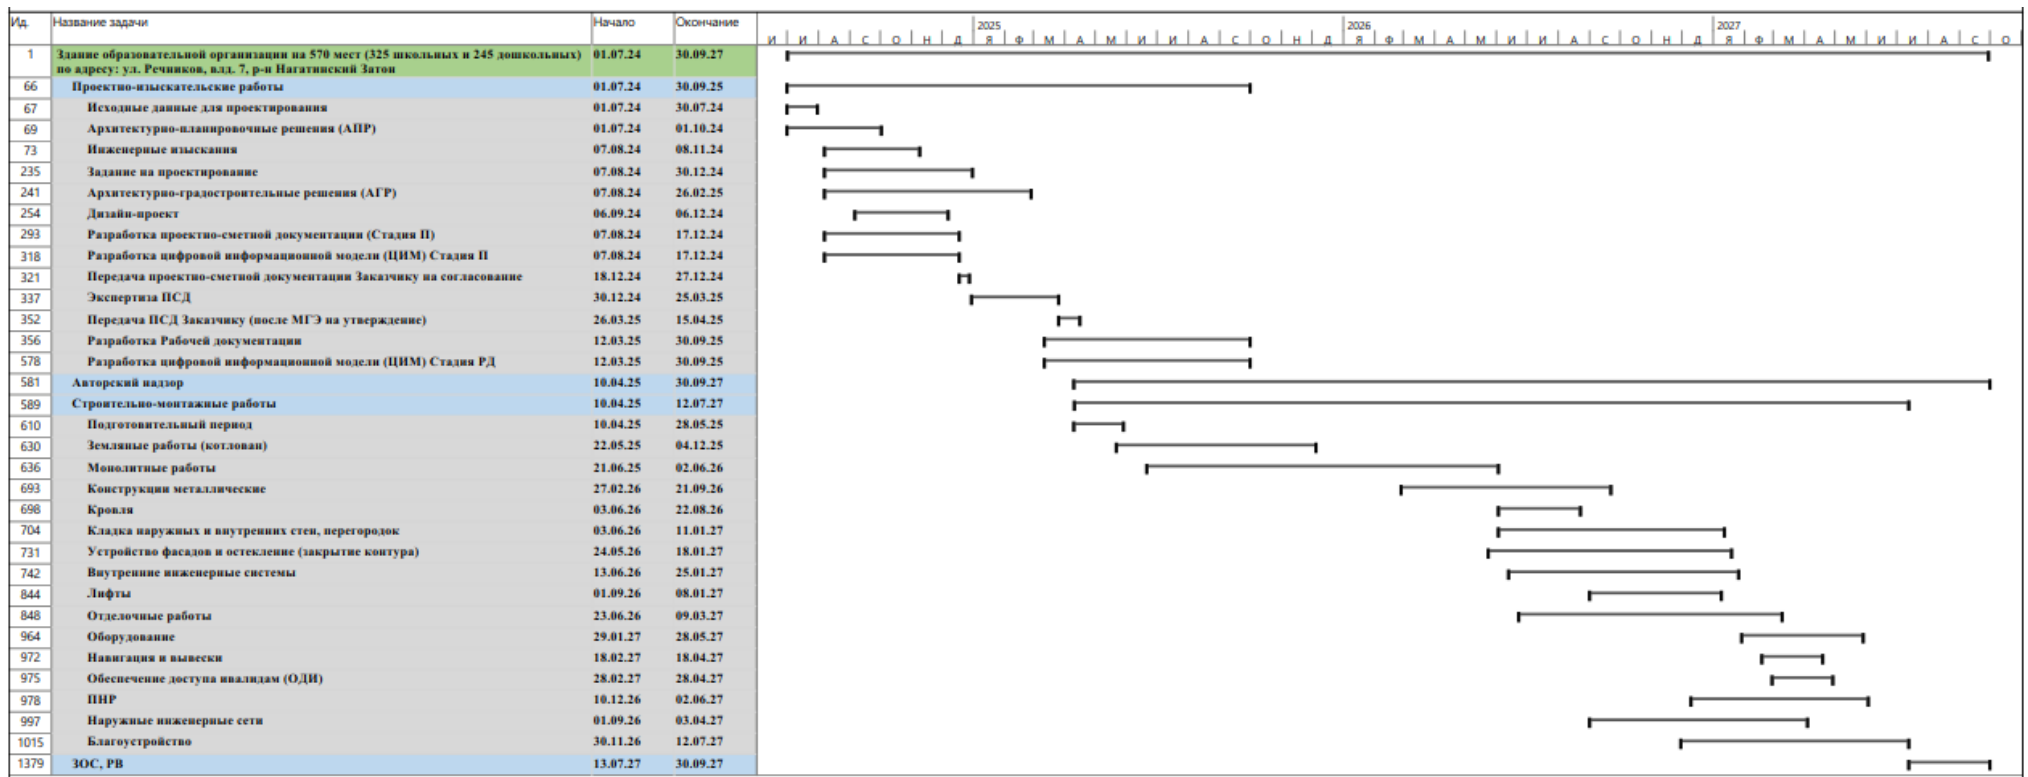 Ид. Название задачи Начало Окончание 2025 2026 2027
И И А С О Н Д Я Ф М А М И И А С О Н Д Я Ф М А М И И А С О Н Д Я Ф М А М И И А С О
1 Здание образовательной организации на 570 мест (325 школьных и 245 дошкольных) 01.07.24 30.09.27
по адресу: ул. Речников, влд. 7, р-н Нагатинский Затон
66 Проектно-изыскательские работы 01.07.24 30.09.25
67 Исходные данные для проектирования 01.07.24 30.07.24
69 Архитектурно-планировочные решения (АПР) 01.07.24 01.10.24
73 Инженерные изыскания 07.08.24 08.11.24
235 Задание на проектирование 07.08.24 30.12.24
241 Архитектурно-градостроительные решения (АГР) 07.08.24 26.02.25
254 Дизайн-проект 06.09.24 06.12.24
293 Разработка проектно-сметной документации (Стадия П) 07.08.24 17.12.24
318 Разработка цифровой информационной модели (ЦИМ) Стадия П 07.08.24 17.12.24
321 Передача проектно-сметной документации Заказчику на согласование 18.12.24 27.12.24
337 Экспертиза ПСД 30.12.24 25.03.25
352 Передача ПСД Заказчику (после МГЭ на утверждение) 26.03.25 15.04.25
356 Разработка Рабочей документации 12.03.25 30.09.25
578 Разработка цифровой информационной модели (ЦИМ) Стадия РД 12.03.25 30.09.25
581 Авторский надзор 10.04.25 30.09.27
589 Строительно-монтажные работы 10.04.25 12.07.27
610 Подготовительный период 10.04.25 28.05.25
630 Земляные работы (котлован) 22.05.25 04.12.25
636 Монолитные работы 21.06.25 02.06.26
693 Конструкции металлические 27.02.26 21.09.26
698 Кровля 03.06.26 22.08.26
704 Кладка наружных и внутренних стен, перегородок 03.06.26 11.01.27
731 Устройство фасадов и остекление (закрытие контура) 24.05.26 18.01.27
742 Внутренние инженерные системы 13.06.26 25.01.27
844 Лифты 01.09.26 08.01.27
848 Отделочные работы 23.06.26 09.03.27
964 Оборудование 29.01.27 28.05.27
972 Навигация и вывески 18.02.27 18.04.27
975 Обеспечение доступа ивалидам (ОДИ) 28.02.27 28.04.27
978 ПНР 10.12.26 02.06.27
997 Наружные инженерные сети 01.09.26 03.04.27
1015 Благоустройство 30.11.26 12.07.27
1379 ЗОС, РВ 13.07.27 30.09.27